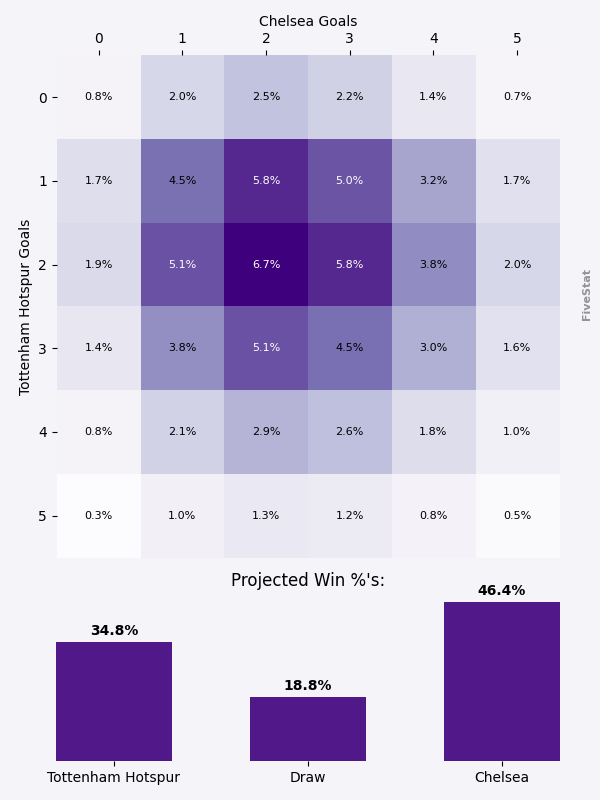 Chelsea Goals
0 1 2 3 4 5
0 0.8% 2.0% 2.5% 2.2% 1.4% 0.7%
1 1.7% 4.5% 5.8% 5.0% 3.2% 1.7%
2 1.9% 5.1% 6.7% 5.8% 3.8% 2.0%
3 1.4% 3.8% 5.1% 4.5% 3.0% 1.6%
4 0.8% 2.1% 2.9% 2.6% 1.8% 1.0%
5 0.3% 1.0% 1.3% 1.2% 0.8% 0.5%
Tottenham Hotspur Goals
FiveStat
Projected Win %'s:
34.8% 18.8% 46.4%
Tottenham Hotspur Draw Chelsea